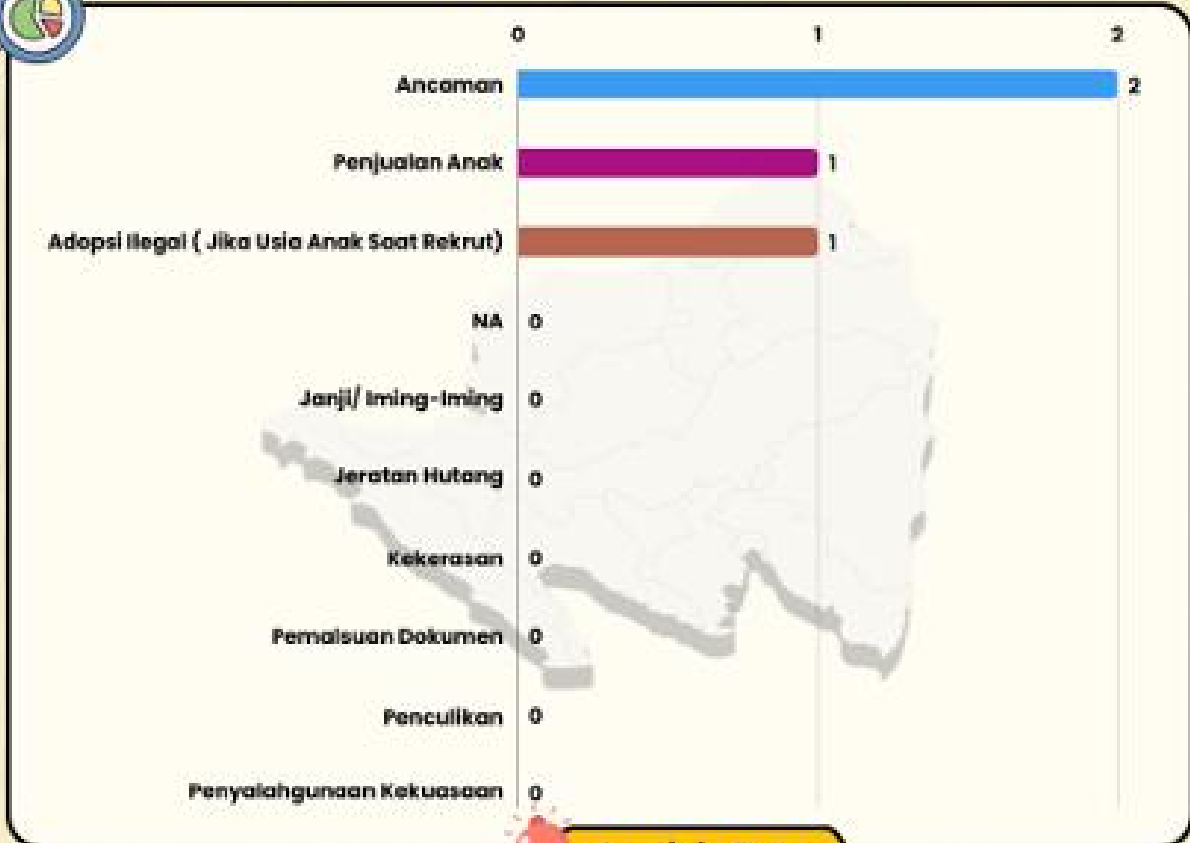 0 1 2
Ancaman 2
Penjualan Anak 1
Adopsi Ilegal ( Jika Usia Anak Saat Rekrut) 1
NA 0
Janji/ Iming-Iming 0
Jeratan Hutang 0
Kekerasan 0
Pemalsuan Dokumen 0
Penculikan 0
Penyalahgunaan Kekuasaan 0